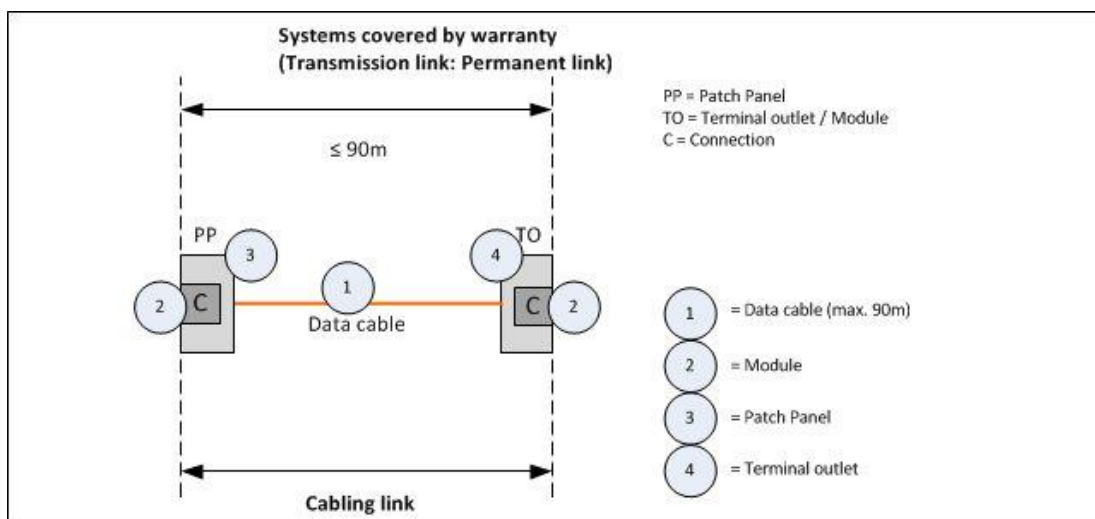 Systems covered by warranty
(Transmission link: Permanent link)
PP = Patch Panel
TO = Terminal outlet / Module
C = Connection
≤ 90m
PP
TO
3
4
1
2
C
C
2
Data cable
1
= Data cable (max. 90m)
2
= Module
3
= Patch Panel
4
= Terminal outlet
Cabling link